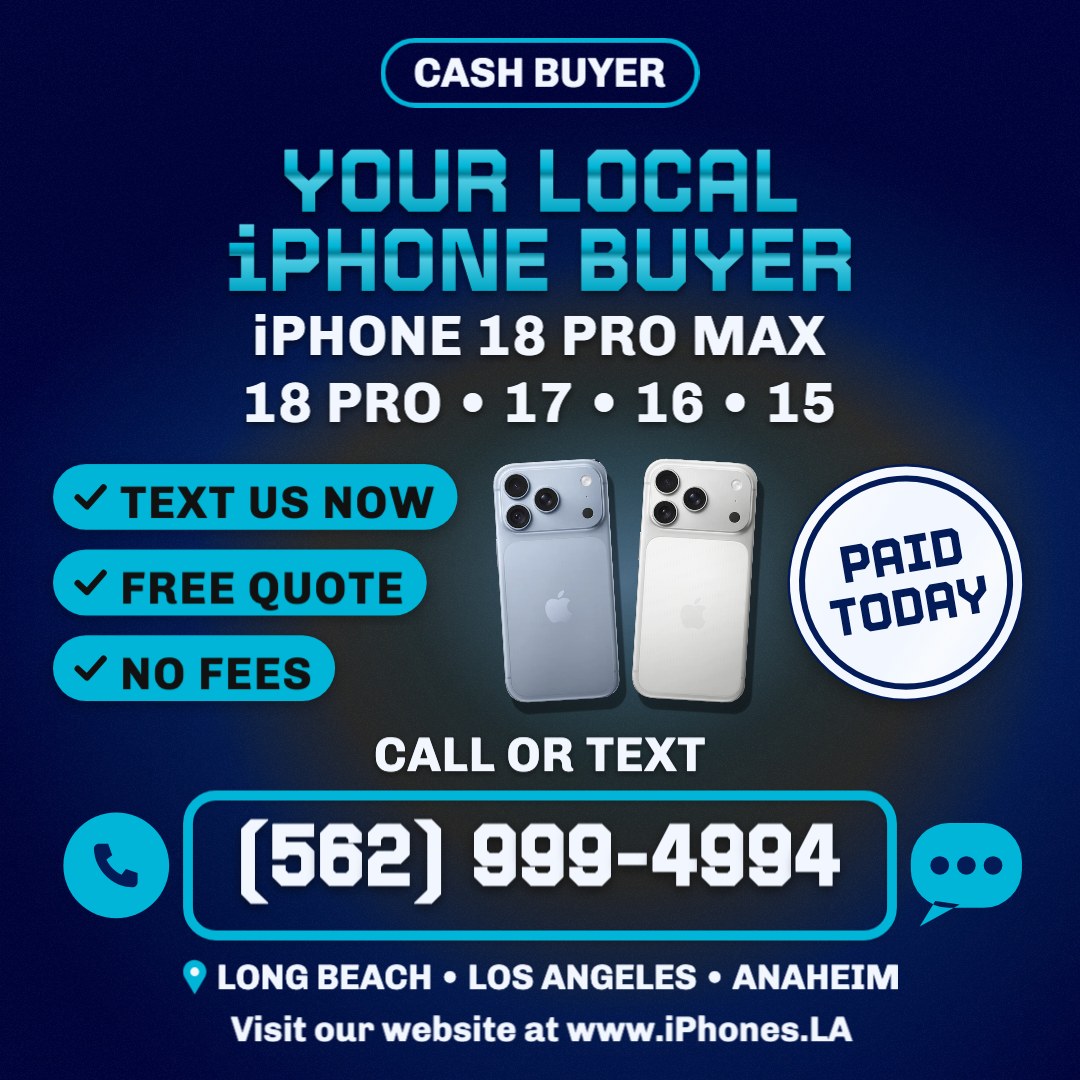 CASH BUYER
YOUR LOCAL
iPHONE BUYER
iPHONE 18 PRO MAX
18 PRO • 17 • 16 • 15
TEXT US NOW
FREE QUOTE
NO FEES
PAID
TODAY
CALL OR TEXT
(562) 999-4994
LONG BEACH • LOS ANGELES • ANAHEIM
Visit our website at www.iPhones.LA